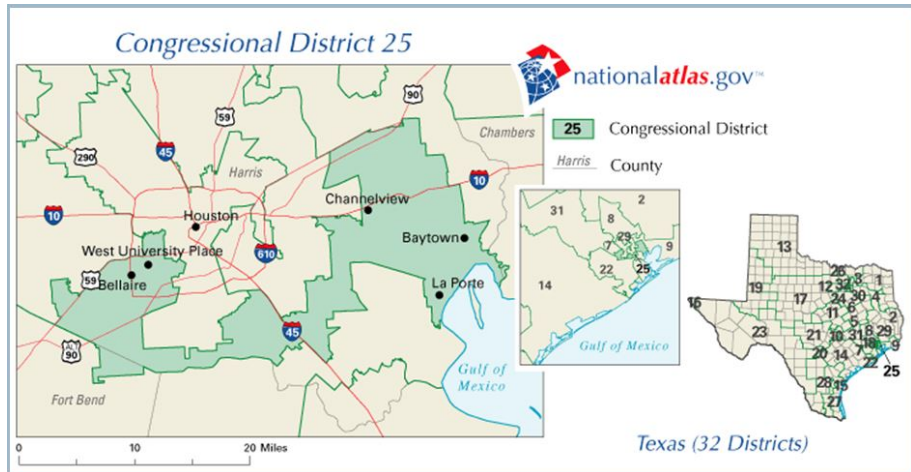 Congressional District 25
nationalatlas.gov™
25 Congressional District
Harris County
90
59
Chambers
45
290
Harris
10
Channelview
10
Houston
Baytown
West University Place
610
59
Bellaire
La Porte
45
90
Gulf of
Mexico
Fort Bend
0 10 20 Miles
2
31
8
29
7
9
22
25
14
Gulf of Mexico
13
26
3
1
19
12
32
17
24
30
4
16
6
11
2
23
5
21
10
31
8
29
18
9
20
14
7
22
25
28
15
27
Texas (32 Districts)